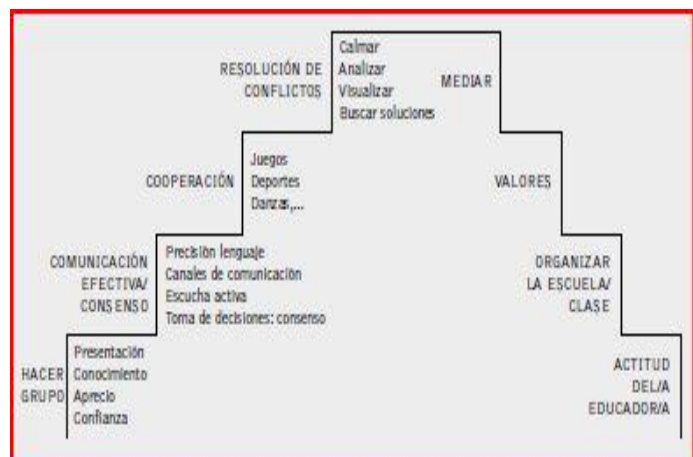 RESOLUCIÓN DE
CONFLICTOS
Calmar
Analizar
Visualizar
Buscar soluciones
MEDIAR
COOPERACIÓN
Juegos
Deportes
Danzas,...
VALORES
COMUNICACIÓN
EFECTIVA/
CONSENSO
Precisión lenguaje
Canales de comunicación
Escucha activa
Toma de decisiones: consenso
ORGANIZAR
LA ESCUELA/
CLASE
HACER
GRUPO
Presentación
Conocimiento
Aprecio
Confianza
ACTITUD
DEL/A
EDUCADOR/A